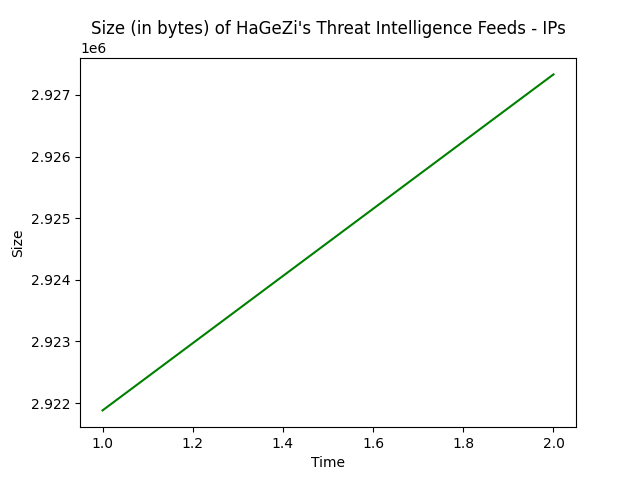 Size (in bytes) of HaGeZi's Threat Intelligence Feeds - IPs
1e6
2.927
2.926
2.925
2.924
2.923
2.922
Size
1.0 1.2 1.4 1.6 1.8 2.0
Time